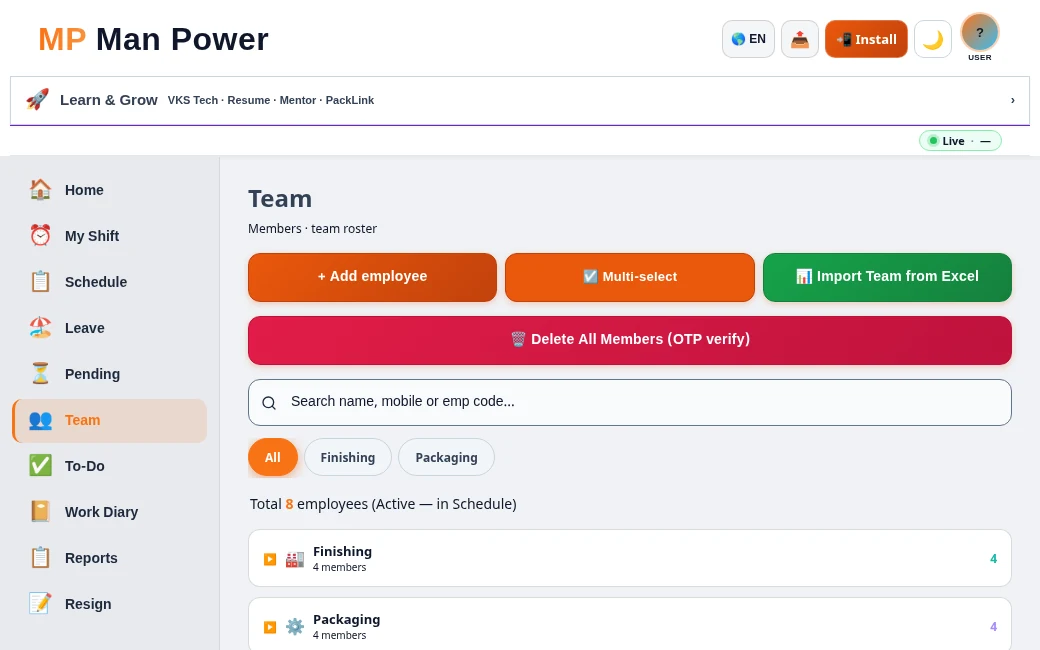 MP Man Power
🌎 EN
📤
📲 Install
🌙
?
USER
🚀 Learn & Grow VKS Tech · Resume · Mentor · PackLink ›
Live · —
🏠 Home
⏰ My Shift
📋 Schedule
🏖️ Leave
⏳ Pending
👥 Team
✅ To-Do
📔 Work Diary
📋 Reports
📝 Resign
Team
Members · team roster
+ Add employee
☑️ Multi-select
📊 Import Team from Excel
🗑️ Delete All Members (OTP verify)
Search name, mobile or emp code...
All
Finishing
Packaging
Total 8 employees (Active — in Schedule)
▶️ 🏭 Finishing
4 members
4
▶️ ⚙️ Packaging
4 members
4